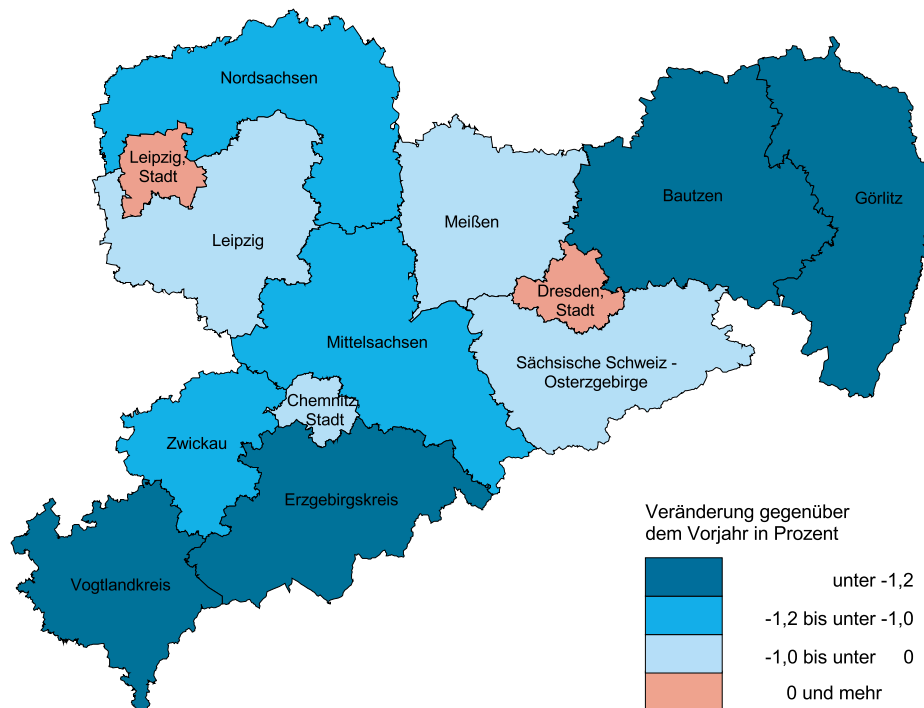 Nordsachsen
Leipzig,
Stadt
Bautzen
Görlitz
Meißen
Leipzig
Dresden,
Stadt
Mittelsachsen
Sächsische Schweiz -
Osterzgebirge
Chemnitz,
Stadt
Zwickau
Erzgebirgskreis
Vogtlandkreis
Veränderung gegenüber
dem Vorjahr in Prozent
unter -1,2
-1,2 bis unter -1,0
-1,0 bis unter 0
0 und mehr